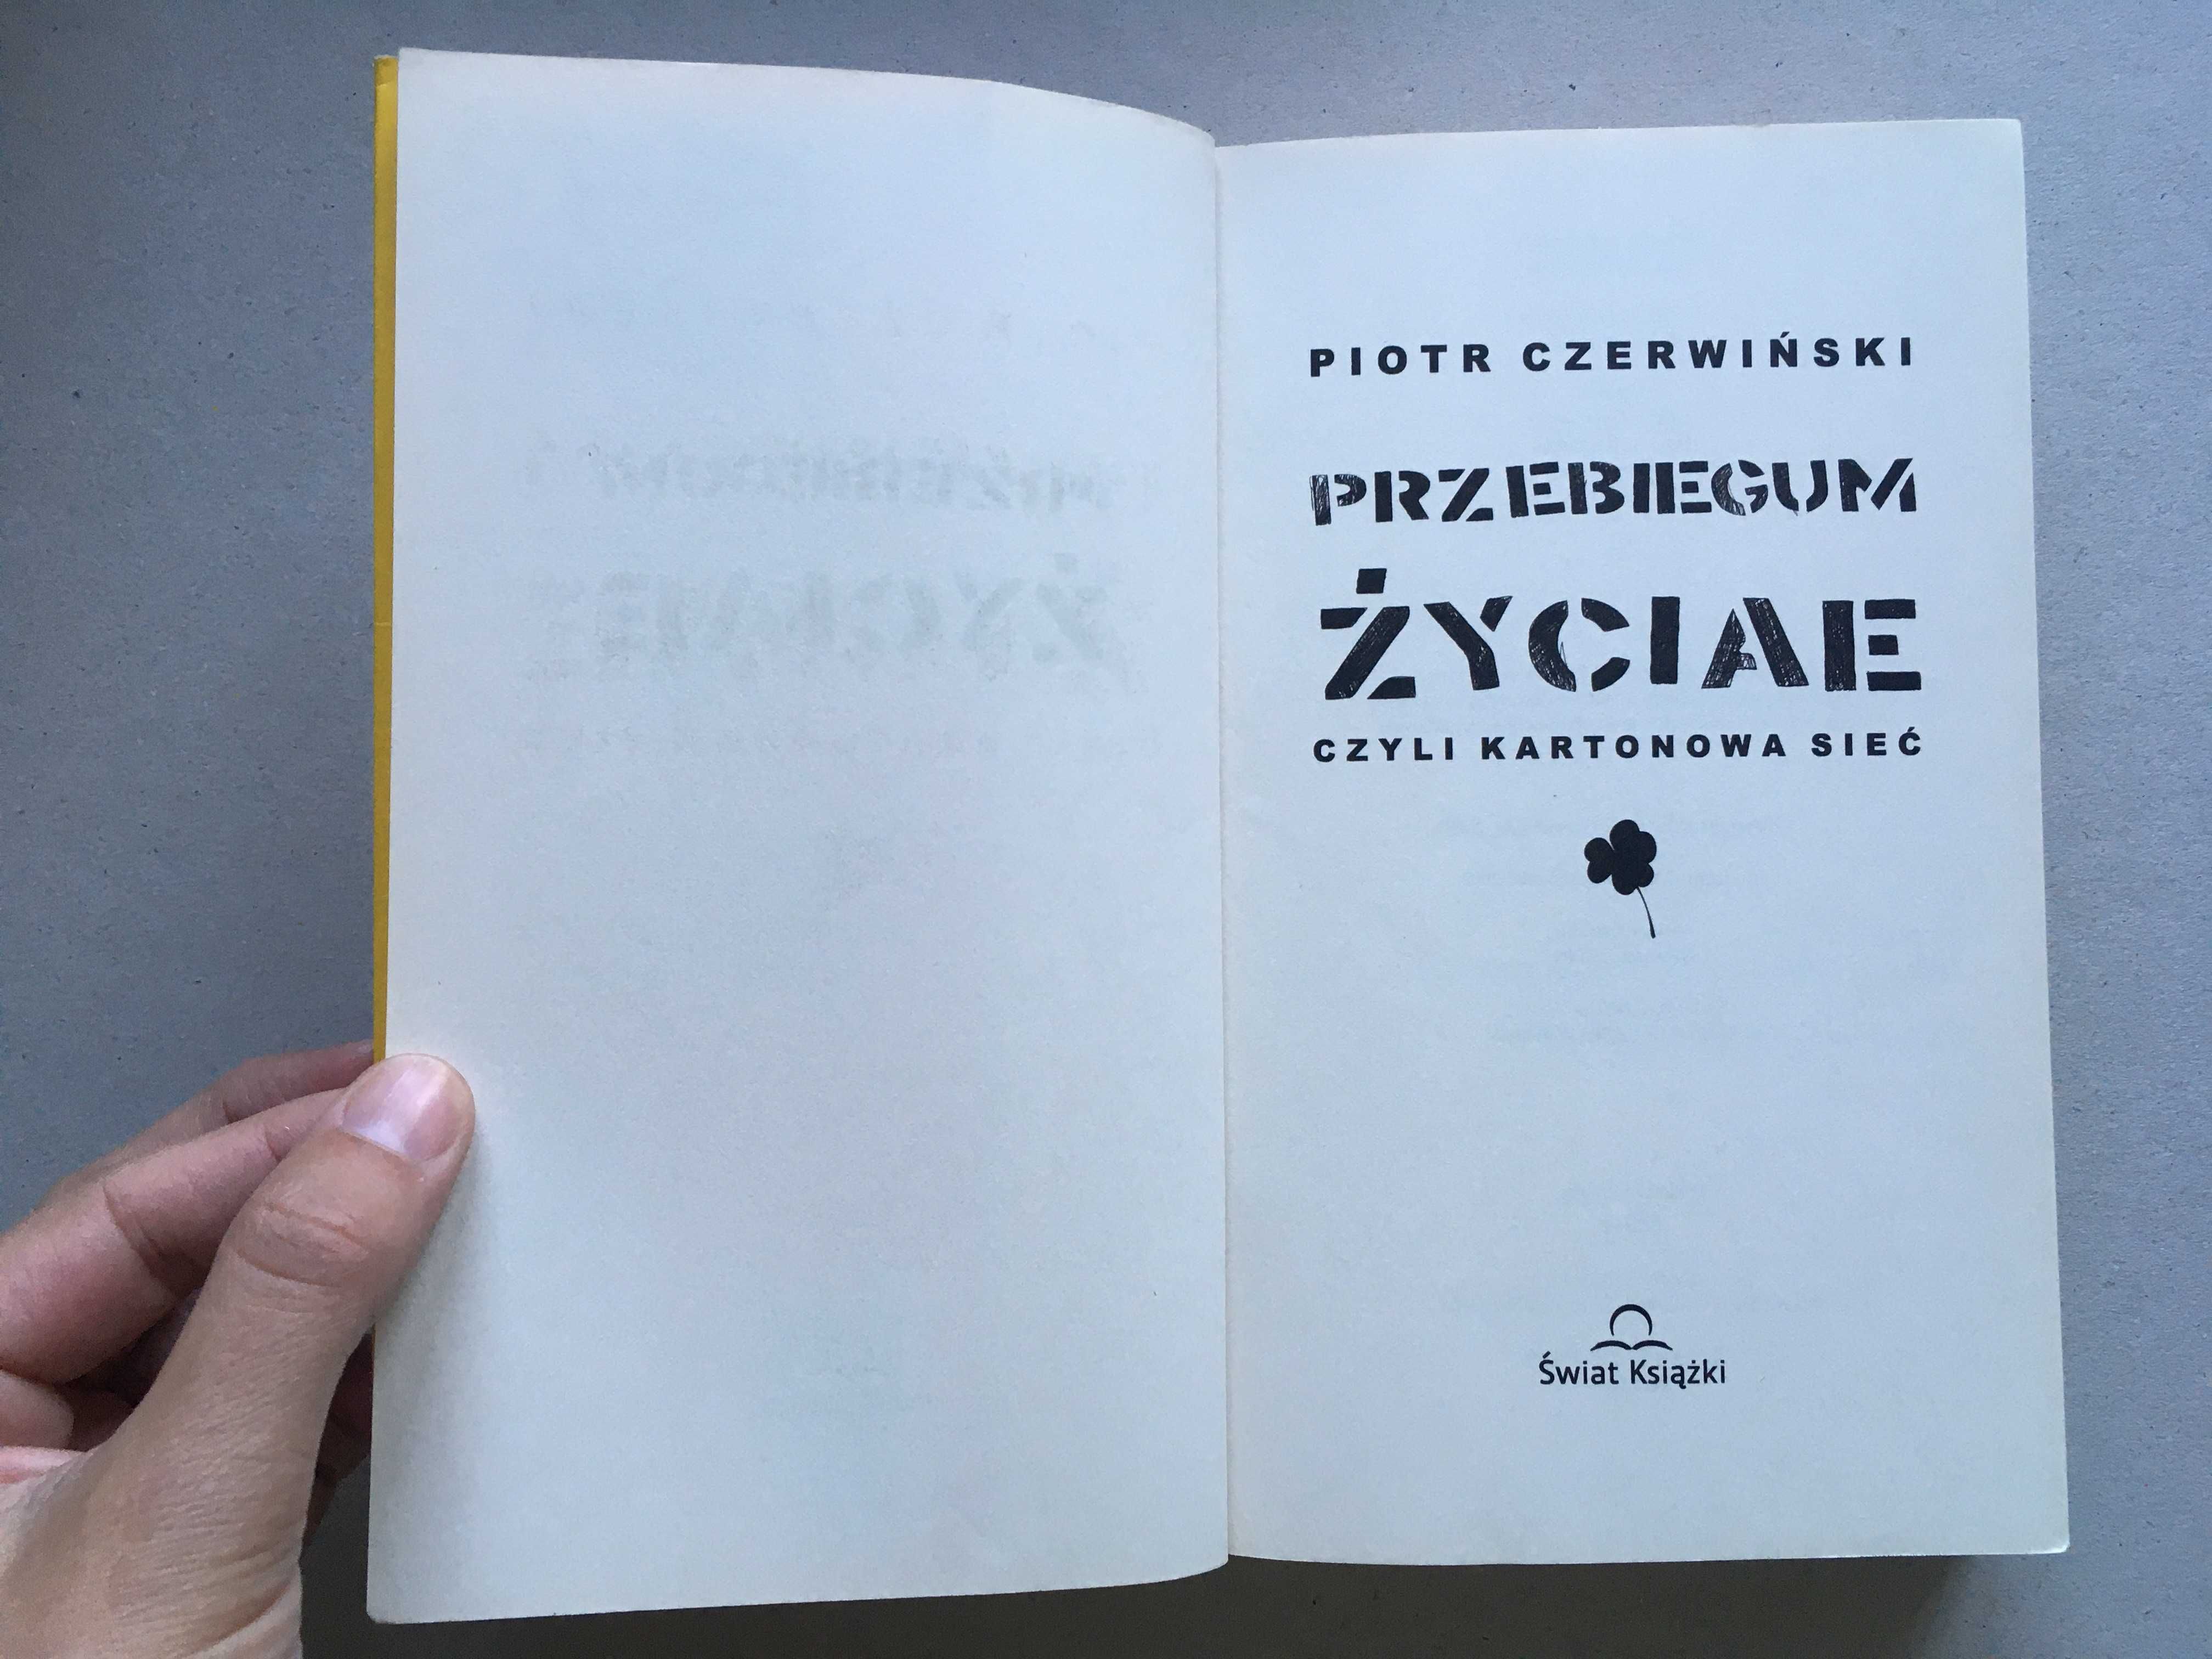 PIOTR CZERWIŃSKI
PRZEBIEGUM
ŻYCIAE
CZYLI KARTONOWA SIEĆ
Świat Książki